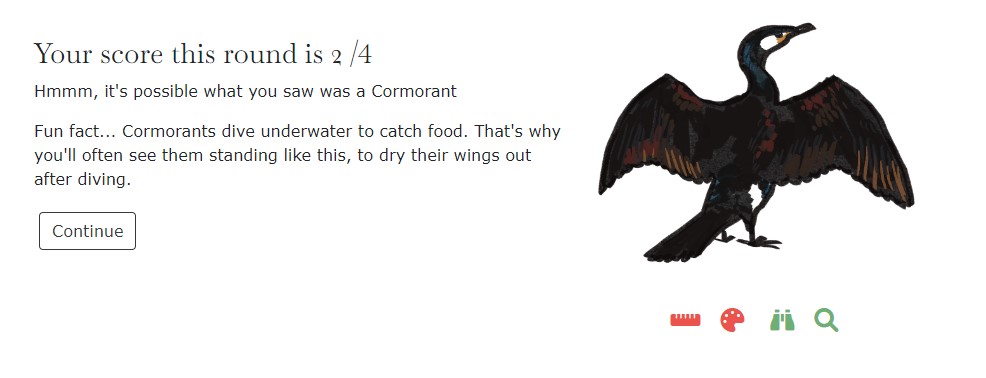 Your score this round is 2 /4
Hmmm, it's possible what you saw was a Cormorant
Fun fact... Cormorants dive underwater to catch food. That's why
you'll often see them standing like this, to dry their wings out
after diving.
Continue